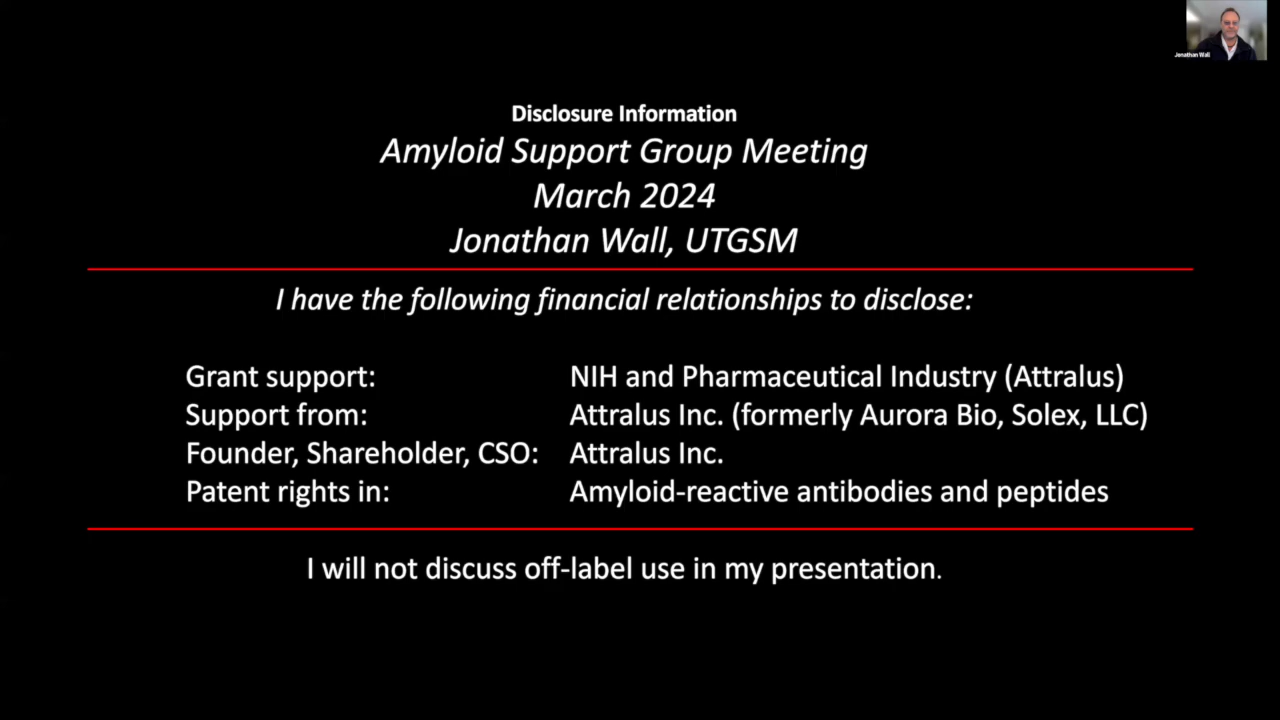 Jonathan Wall
Disclosure Information
Amyloid Support Group Meeting
March 2024
Jonathan Wall, UTGSM
I have the following financial relationships to disclose:
Grant support: NIH and Pharmaceutical Industry (Attralus)
Support from: Attralus Inc. (formerly Aurora Bio, Solex, LLC)
Founder, Shareholder, CSO: Attralus Inc.
Patent rights in: Amyloid-reactive antibodies and peptides
I will not discuss off-label use in my presentation.